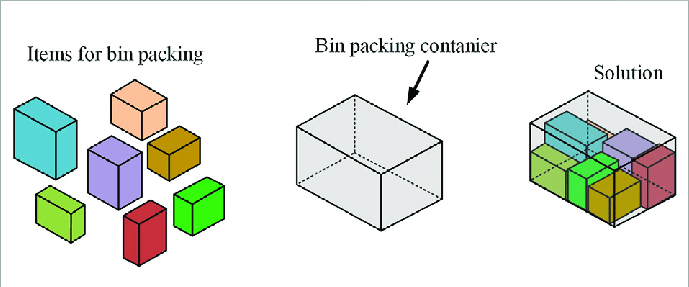 Items for bin packing
Bin packing contanier
Solution